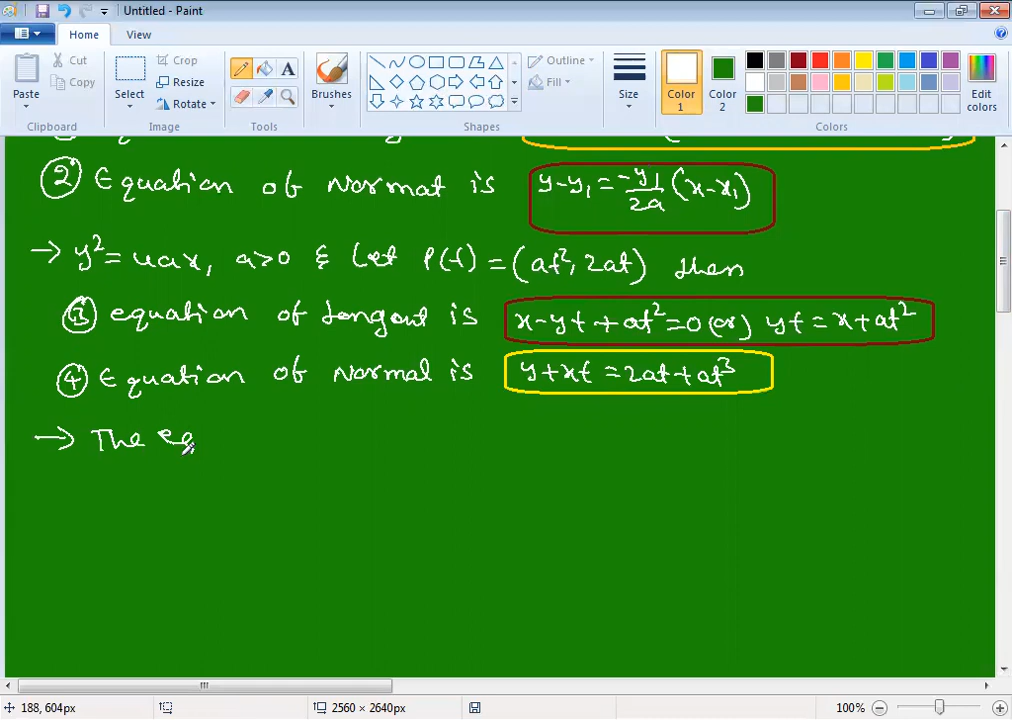 Untitled - Paint
Home View
Cut
Copy
Paste
Clipboard
Crop
Resize
Rotate
Select
Image
A
Tools
Brushes
Outline
Fill
Shapes
Size
Color 1
Color 2
Edit colors
Colors
② Equation of Normal is y-y₁ = -y₁/2a (x-x₁)
→ y² = 4ax, a>0 & Let P(t) = (at², 2at) then
③ equation of tangent is x-yt+at²=0 (or) yt = x+at²
④ Equation of Normal is y+xt = 2at+at³
→ The eq
188, 604px 2560 × 2640px 100%